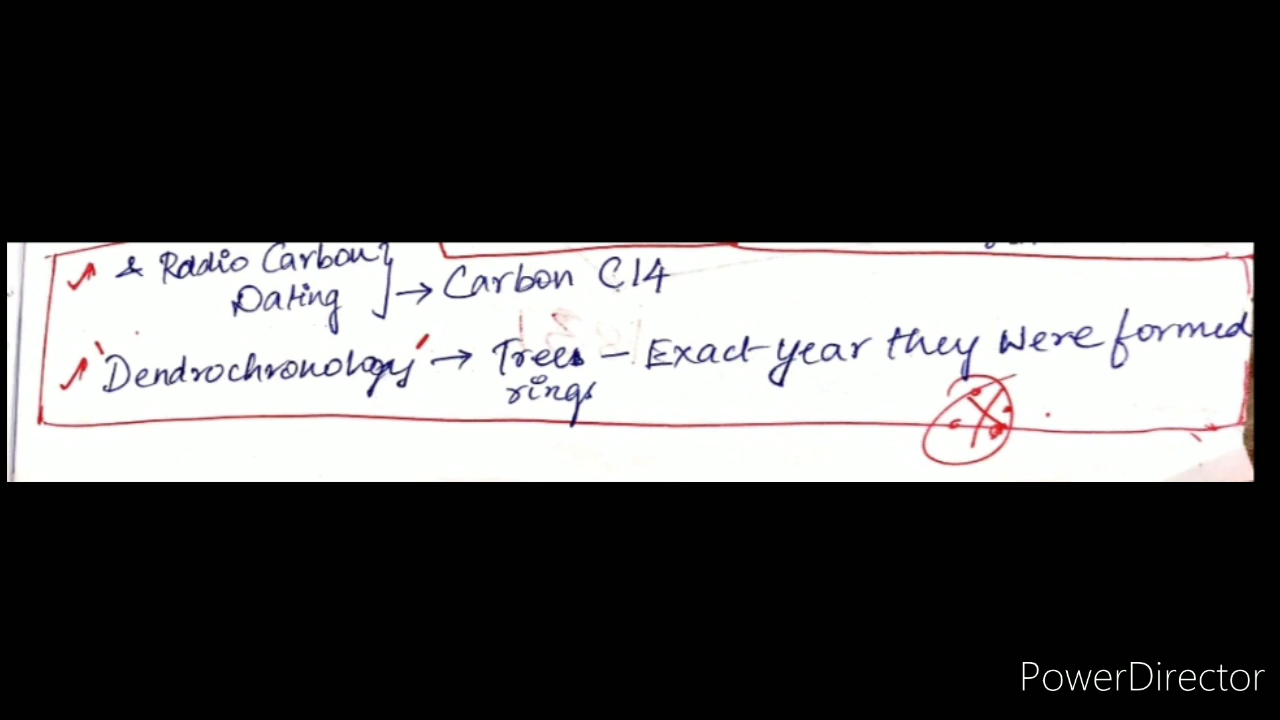 & Radio Carbon } → Carbon C14
Dating
'Dendrochronology' → Trees – Exact year they were formed
rings
PowerDirector